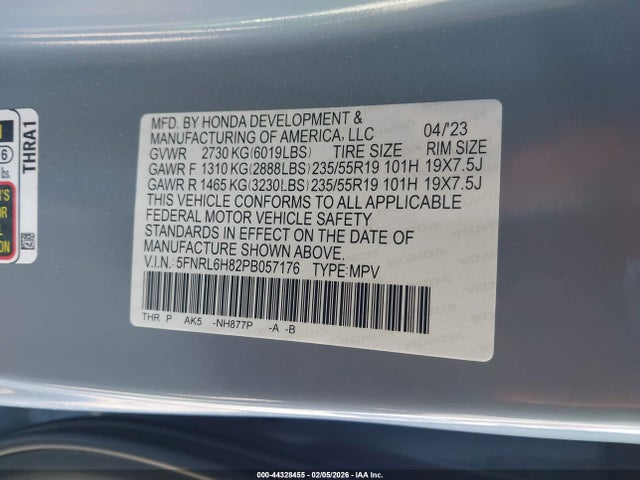 MFD. BY HONDA DEVELOPMENT &
MANUFACTURING OF AMERICA, LLC 04/'23
GVWR 2730 KG(6019LBS) TIRE SIZE RIM SIZE
GAWR F 1310 KG(2888LBS) 235/55R19 101H 19X7.5J
GAWR R 1465 KG(3230LBS) 235/55R19 101H 19X7.5J
THIS VEHICLE CONFORMS TO ALL APPLICABLE
FEDERAL MOTOR VEHICLE SAFETY
STANDARDS IN EFFECT ON THE DATE OF
MANUFACTURE SHOWN ABOVE.
V.I.N.: 5FNRL6H82PB057176 TYPE:MPV
THR P AK5 -NH877P -A -B
THRA1
lbs.
000-44328455 - 02/05/2026 - IAA Inc.